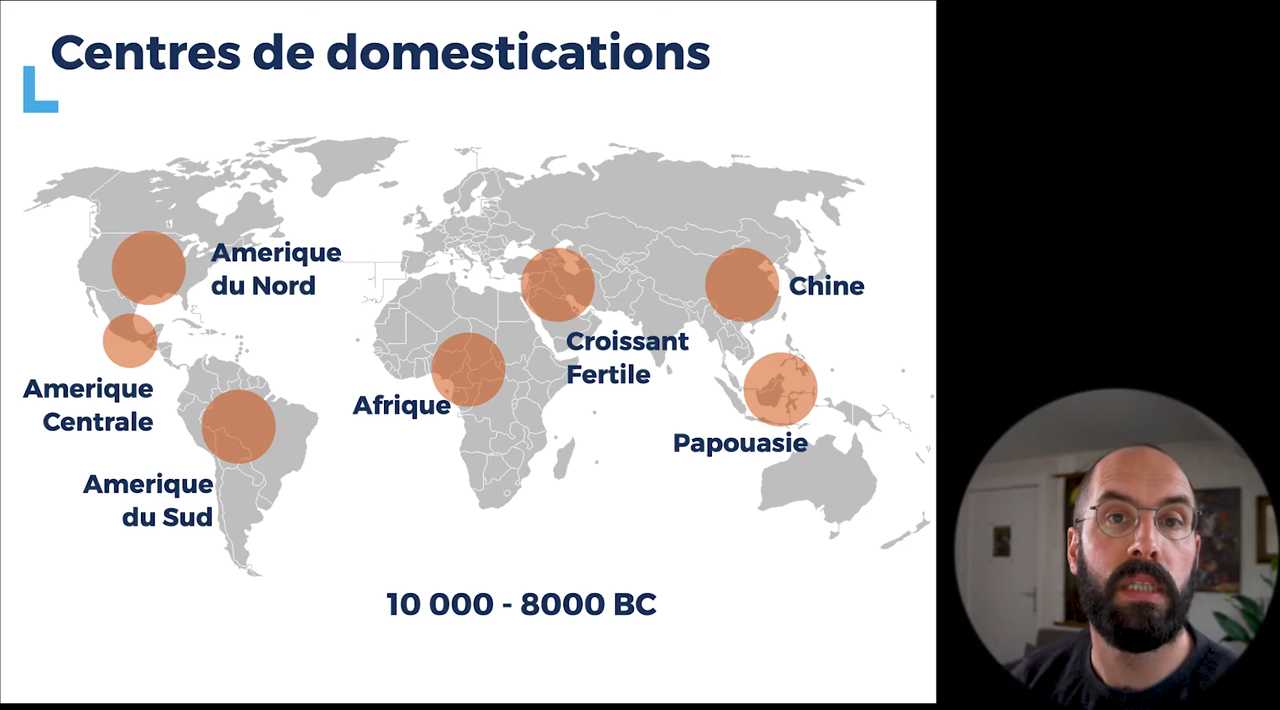 Centres de domestications
Amerique
du Nord
Chine
Croissant
Fertile
Amerique
Centrale
Afrique
Papouasie
Amerique
du Sud
10 000 - 8000 BC